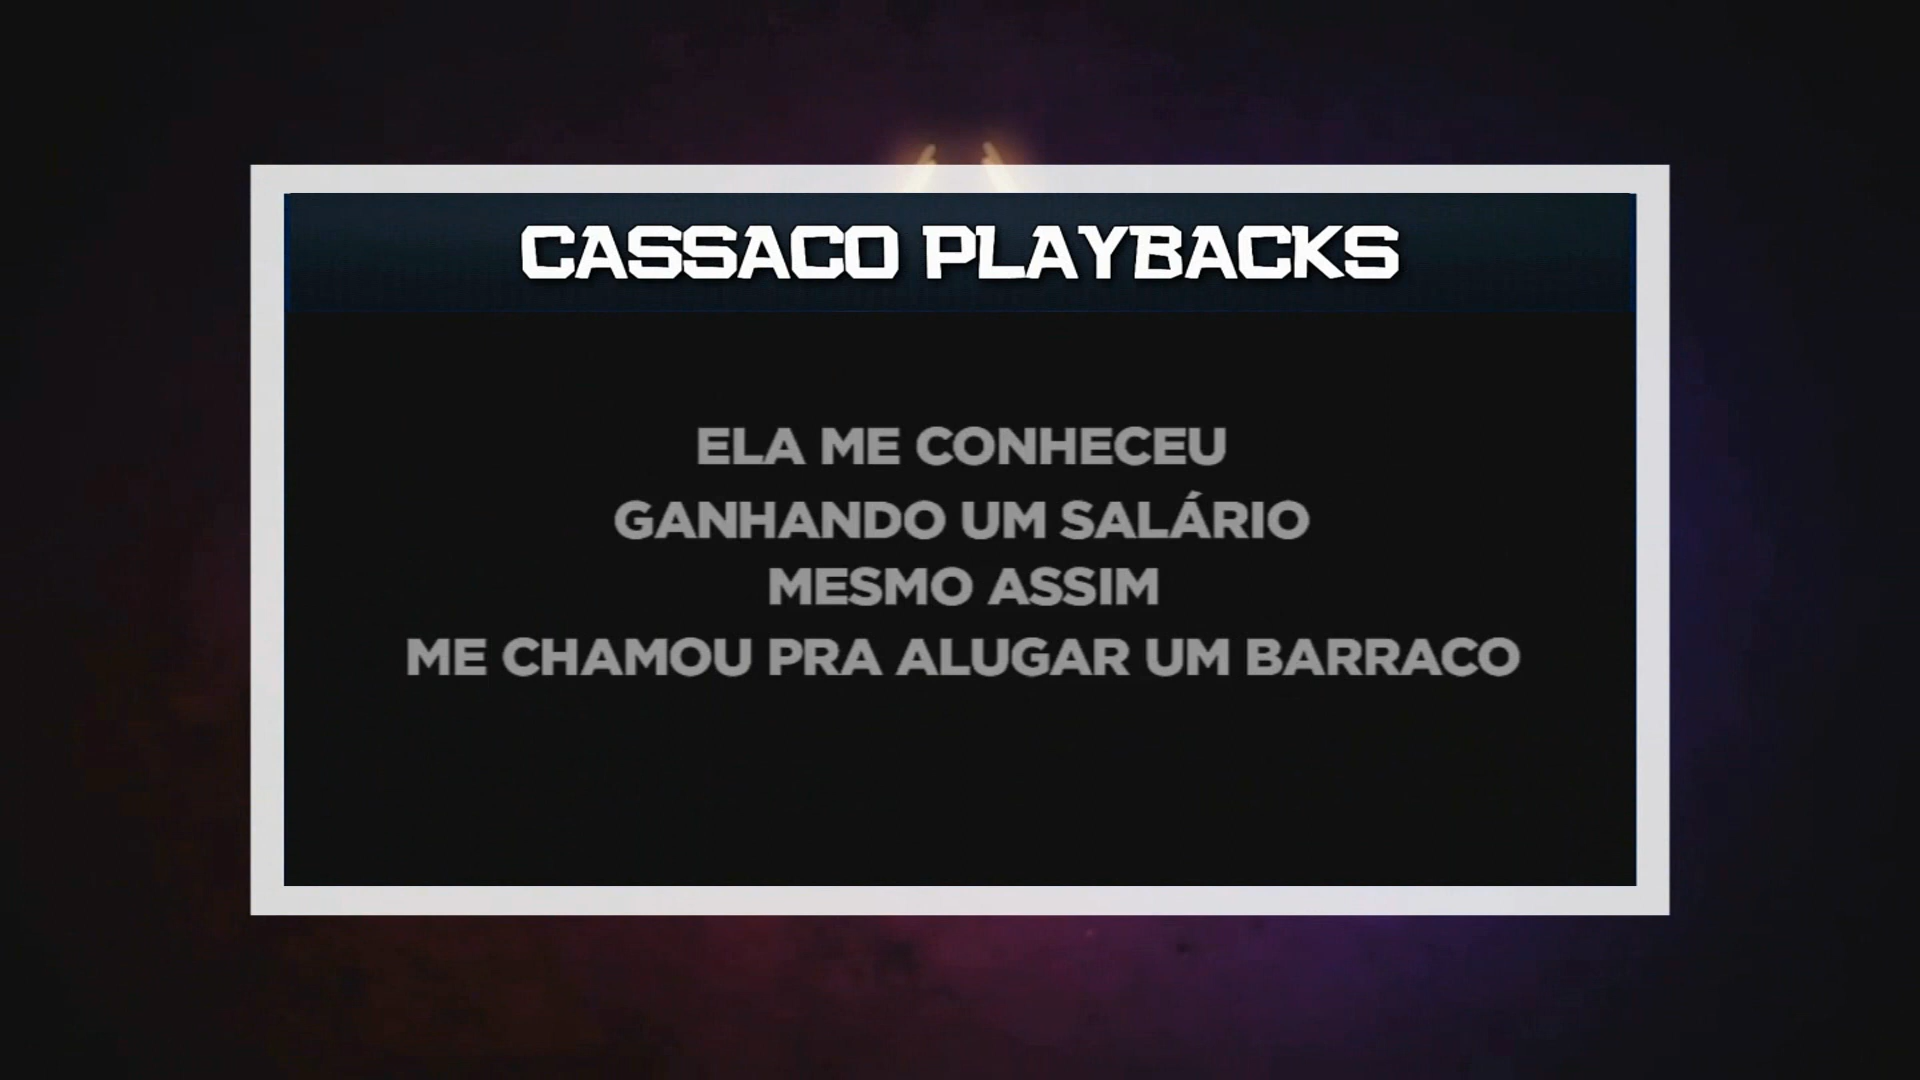 CASSACO PLAYBACKS
ELA ME CONHECEU
GANHANDO UM SALÁRIO
MESMO ASSIM
ME CHAMOU PRA ALUGAR UM BARRACO